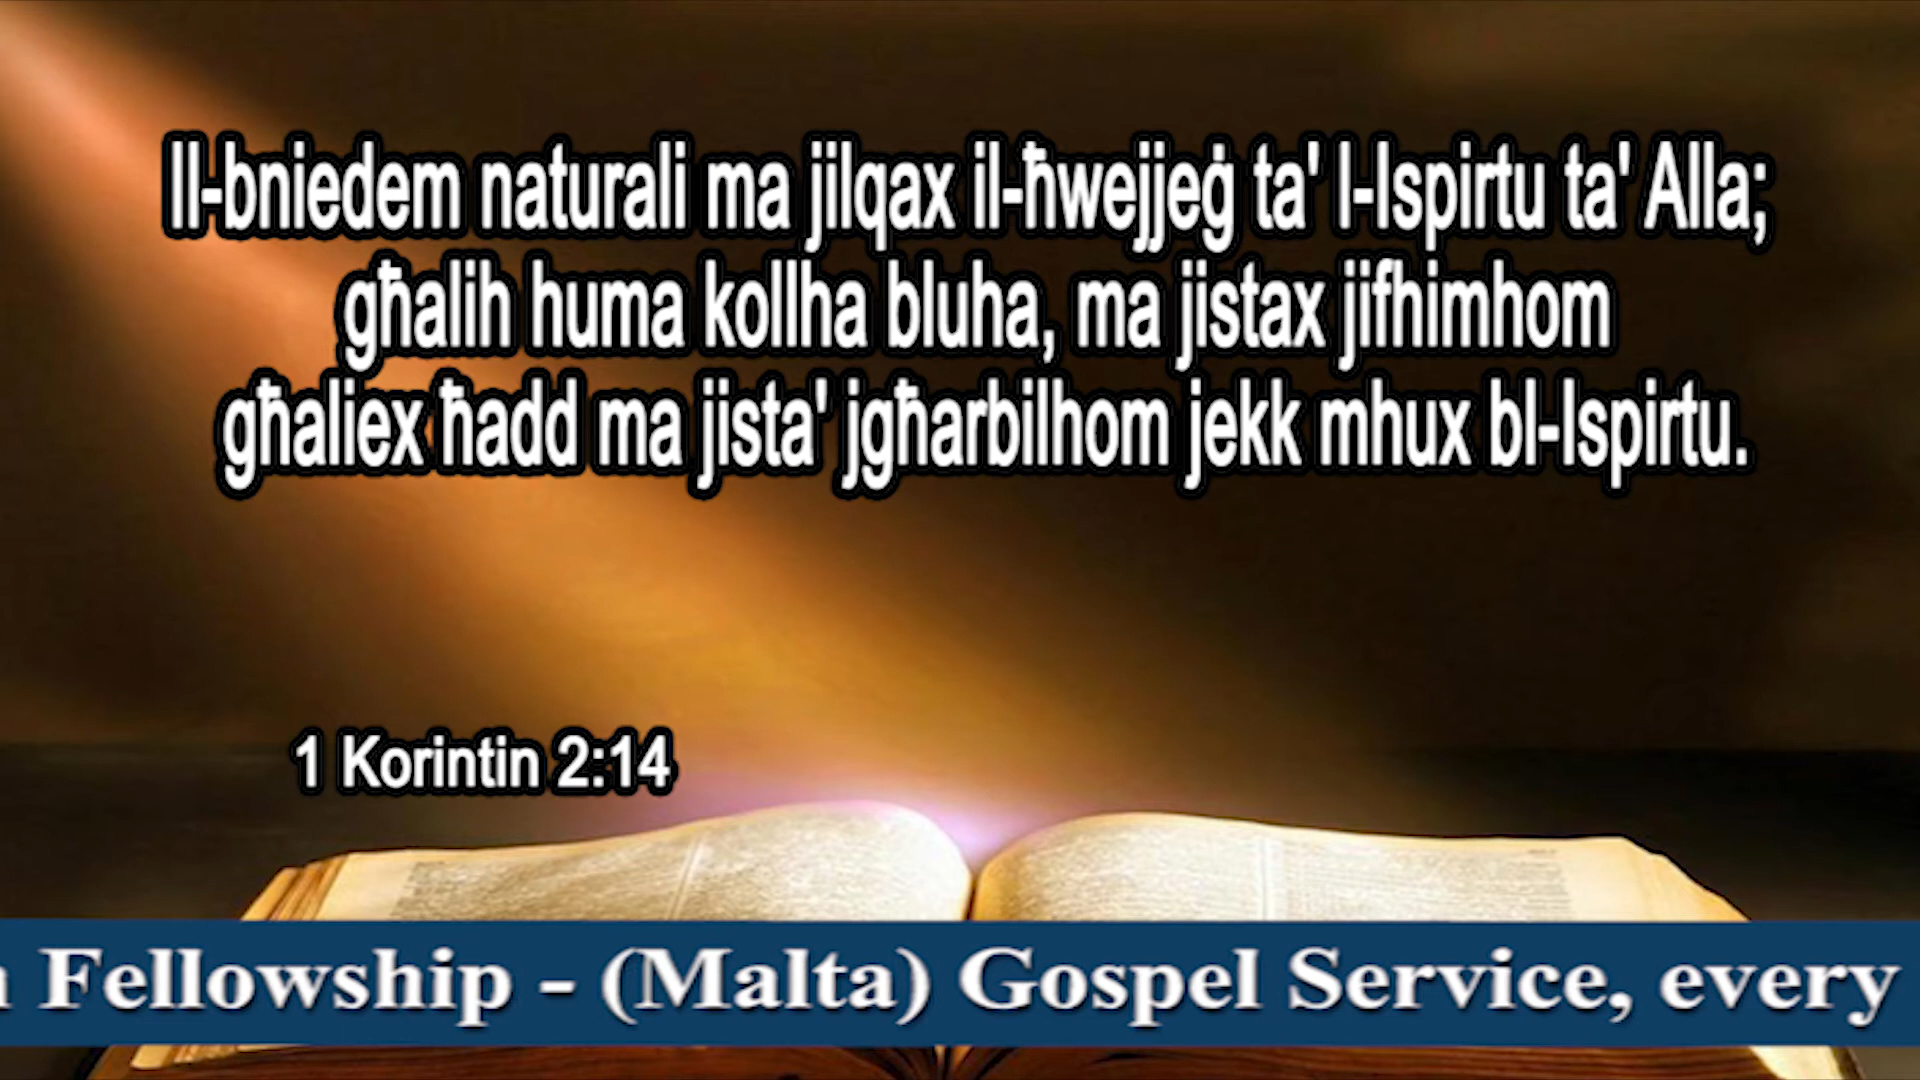 Il-bniedem naturali ma jilqax il-ħwejjeġ ta' l-Ispirtu ta' Alla;
għalih huma kollha bluha, ma jistax jifhimhom
għaliex ħadd ma jista' jgħarbilhom jekk mhux bl-Ispirtu.
1 Korintin 2:14
Fellowship - (Malta) Gospel Service, every